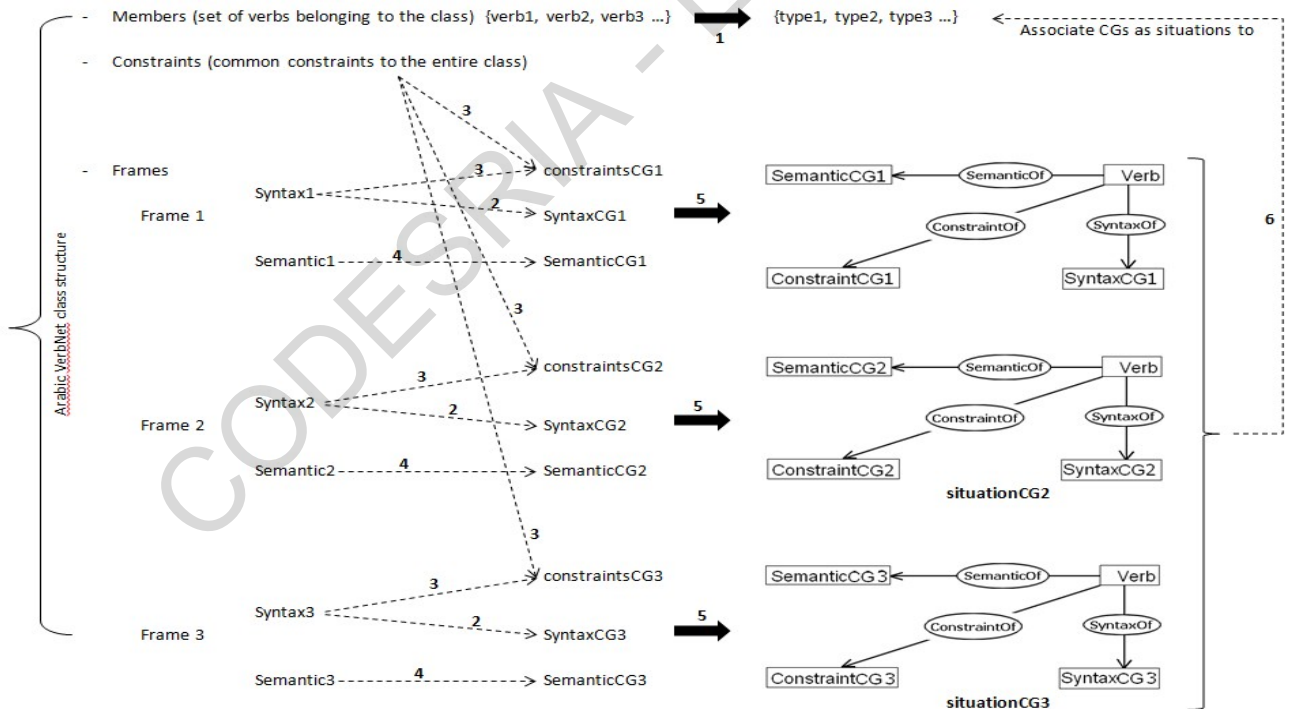 - Members (set of verbs belonging to the class) {verb1, verb2, verb3 ...} 1 {type1, type2, type3 ...}
Associate CGs as situations to
- Constraints (common constraints to the entire class)
3
- Frames
3 constraintsCG1
Syntax1
SemanticCG1 SemanticOf Verb
Frame 1
2 SyntaxCG1
5
ConstraintOf SyntaxOf
6
Semantic1 4 SemanticCG1
ConstraintCG1 SyntaxCG1
Arabic VerbNet class structure
3
constraintsCG2
SemanticCG2 SemanticOf Verb
3
Syntax2
2
Frame 2
SyntaxCG2
5
ConstraintOf SyntaxOf
Semantic2 4 SemanticCG2
ConstraintCG2 SyntaxCG2
situationCG2
3
constraintsCG3
SemanticCG3 SemanticOf Verb
3
Syntax3
2
Frame 3
SyntaxCG3
5
ConstraintOf SyntaxOf
Semantic3 4 SemanticCG3
ConstraintCG3 SyntaxCG3
situationCG3
CODESRIA -